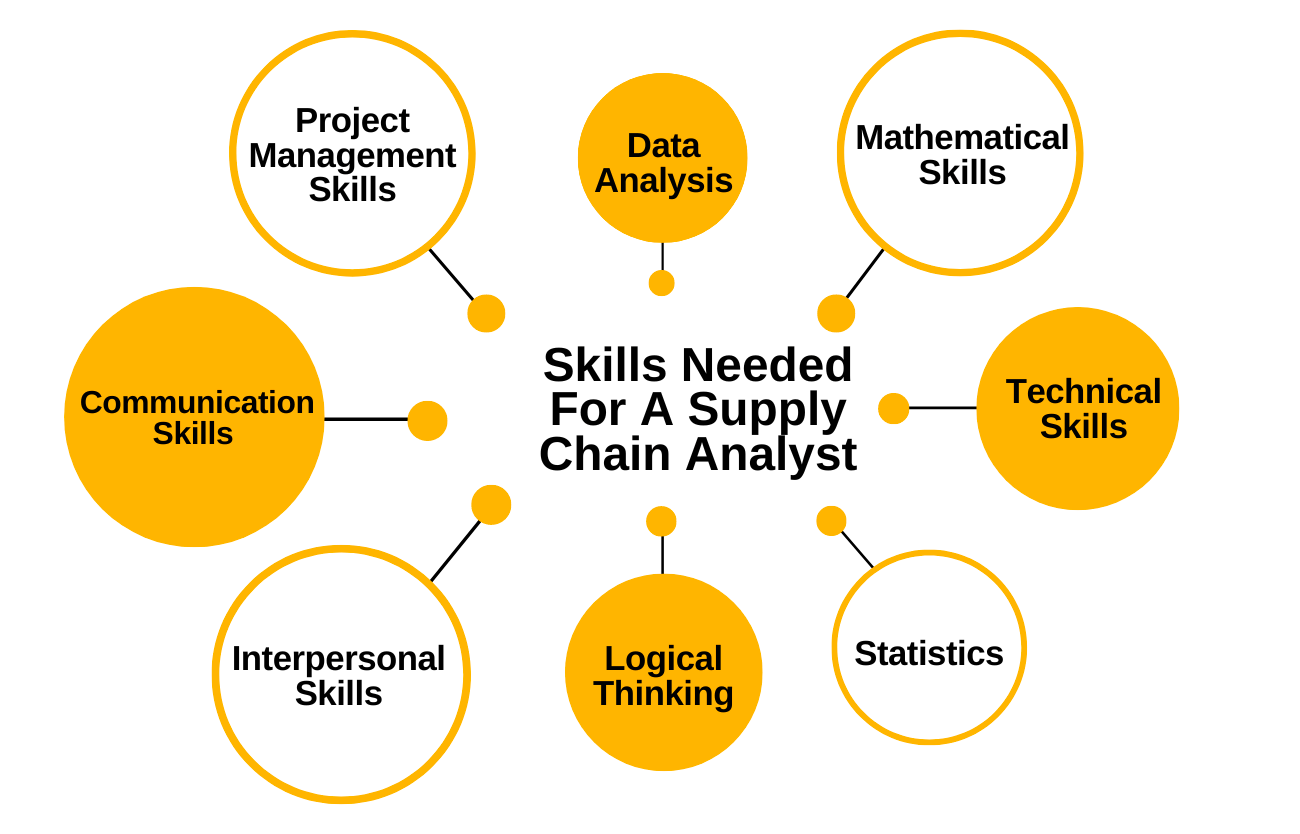 Project
Management
Skills
Data
Analysis
Mathematical
Skills
Communication
Skills
Skills Needed
For A Supply
Chain Analyst
Technical
Skills
Interpersonal
Skills
Logical
Thinking
Statistics